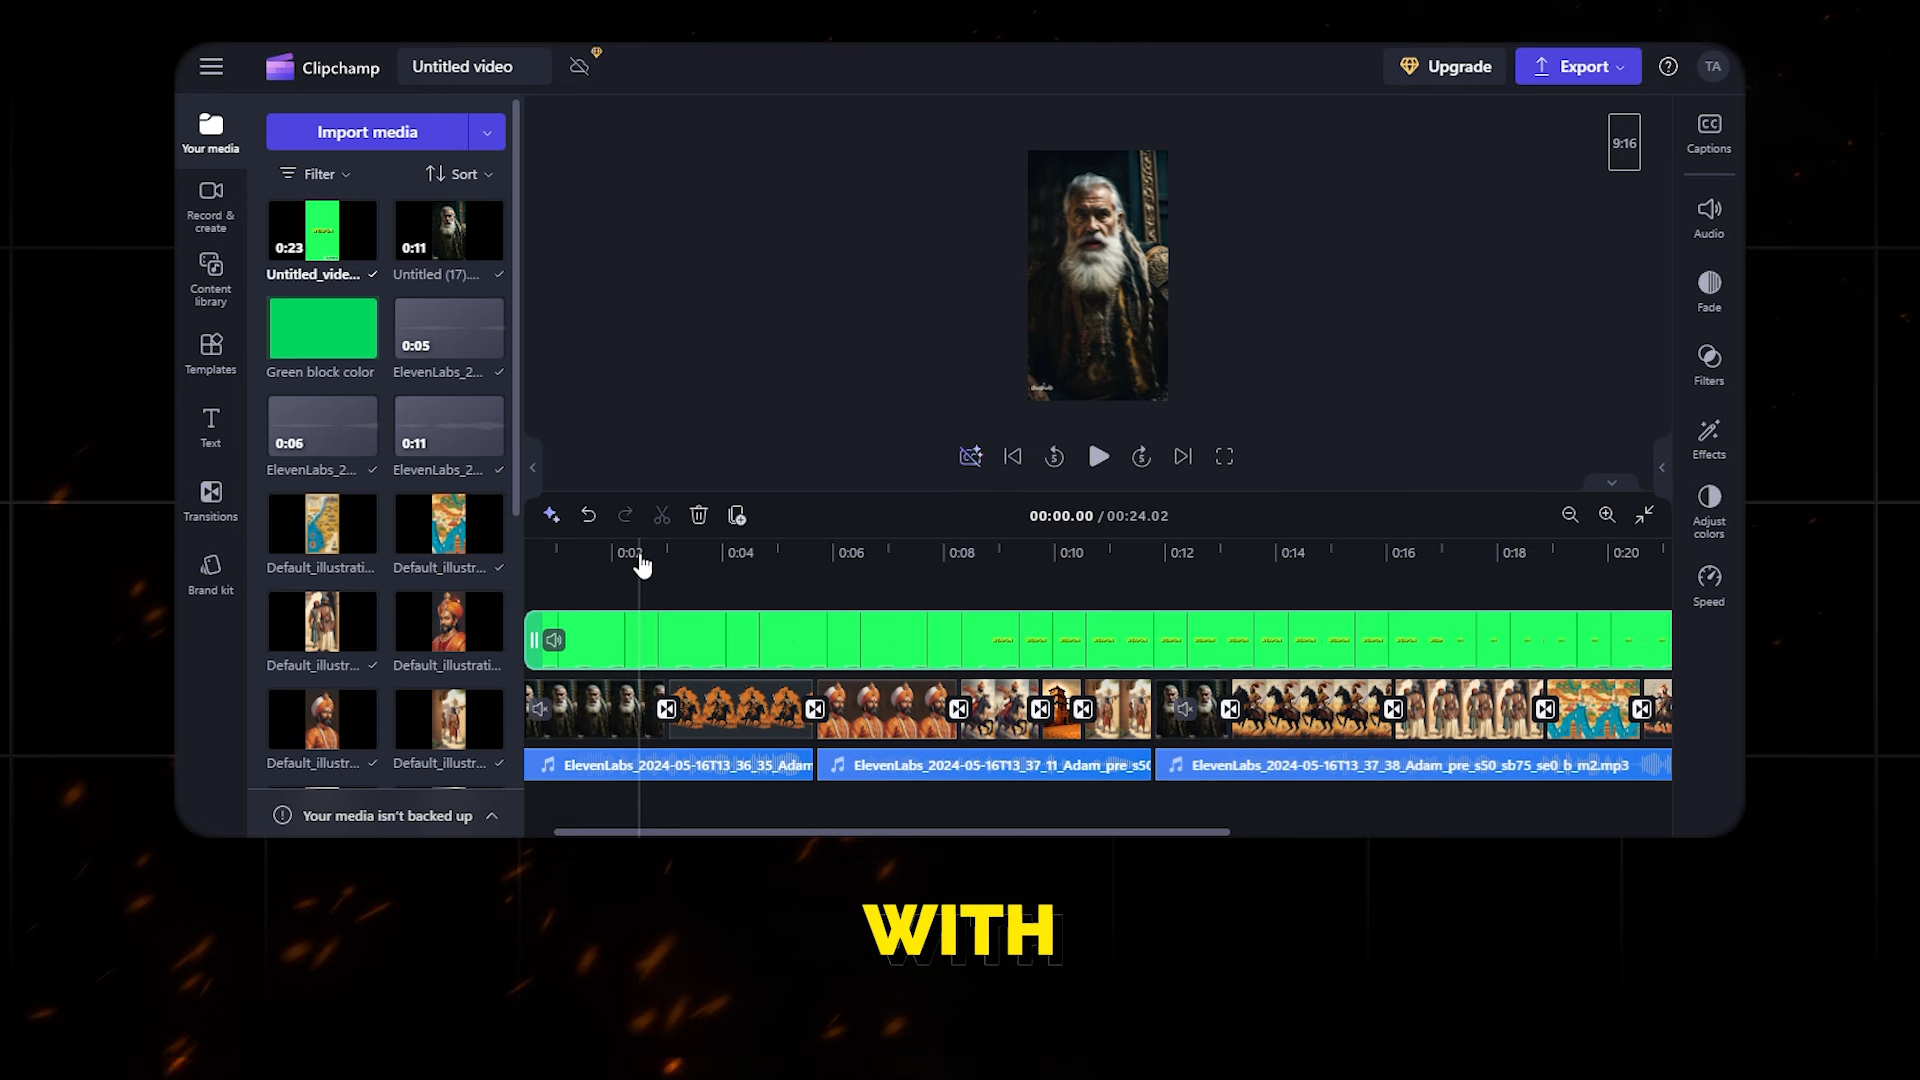 Clipchamp
Untitled video
Upgrade
Export
TA
Your media
Record & create
Content library
Templates
Text
Transitions
Brand kit
Import media
Filter
Sort
0:23
0:11
Untitled_vide...
Untitled (17)....
0:05
Green block color
ElevenLabs_2...
0:06
0:11
ElevenLabs_2...
ElevenLabs_2...
Default_illustrati...
Default_illustr...
Default_illustr...
Default_illustrati...
Default_illustr...
Default_illustr...
Your media isn't backed up
9:16
00:00.00 / 00:24.02
0:02
0:04
0:06
0:08
0:10
0:12
0:14
0:16
0:18
0:20
ElevenLabs_2024-05-16T13_36_35_Adam
ElevenLabs_2024-05-16T13_37_11_Adam_pre_s50
ElevenLabs_2024-05-16T13_37_38_Adam_pre_s50_sb75_se0_b_m2.mp3
CC
Captions
Audio
Fade
Filters
Effects
Adjust colors
Speed
WITH